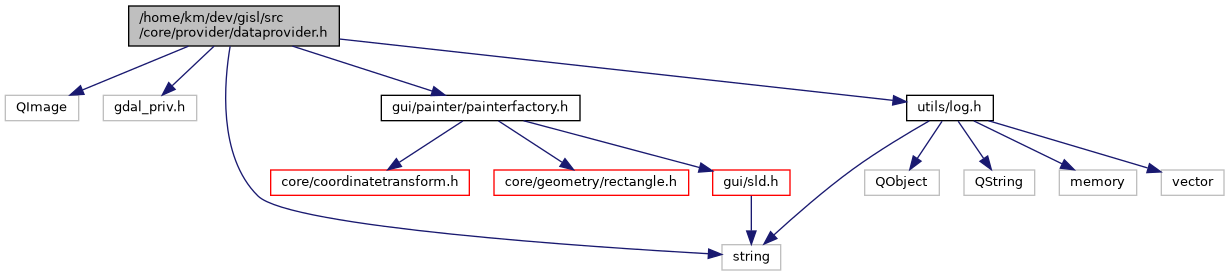 /home/km/dev/gisl/src
/core/provider/dataprovider.h
QImage
gdal_priv.h
gui/painter/painterfactory.h
utils/log.h
core/coordinatetransform.h
core/geometry/rectangle.h
gui/sld.h
QObject
QString
memory
vector
string